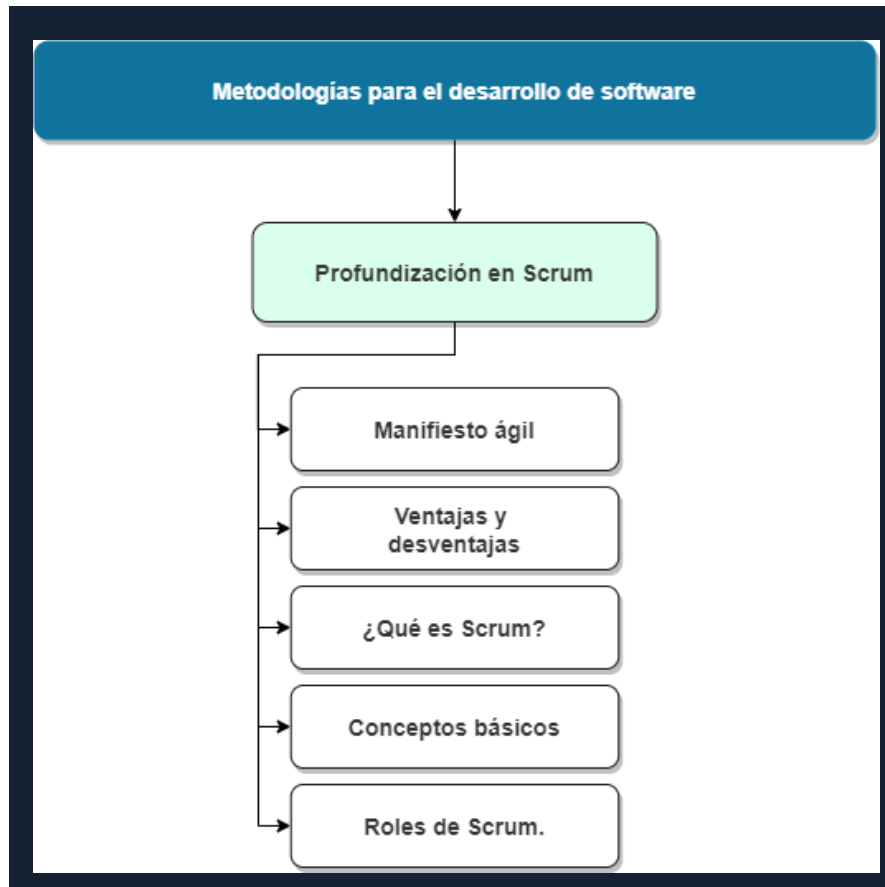 Metodologías para el desarrollo de software
Profundización en Scrum
Manifiesto ágil
Ventajas y
desventajas
¿Qué es Scrum?
Conceptos básicos
Roles de Scrum.